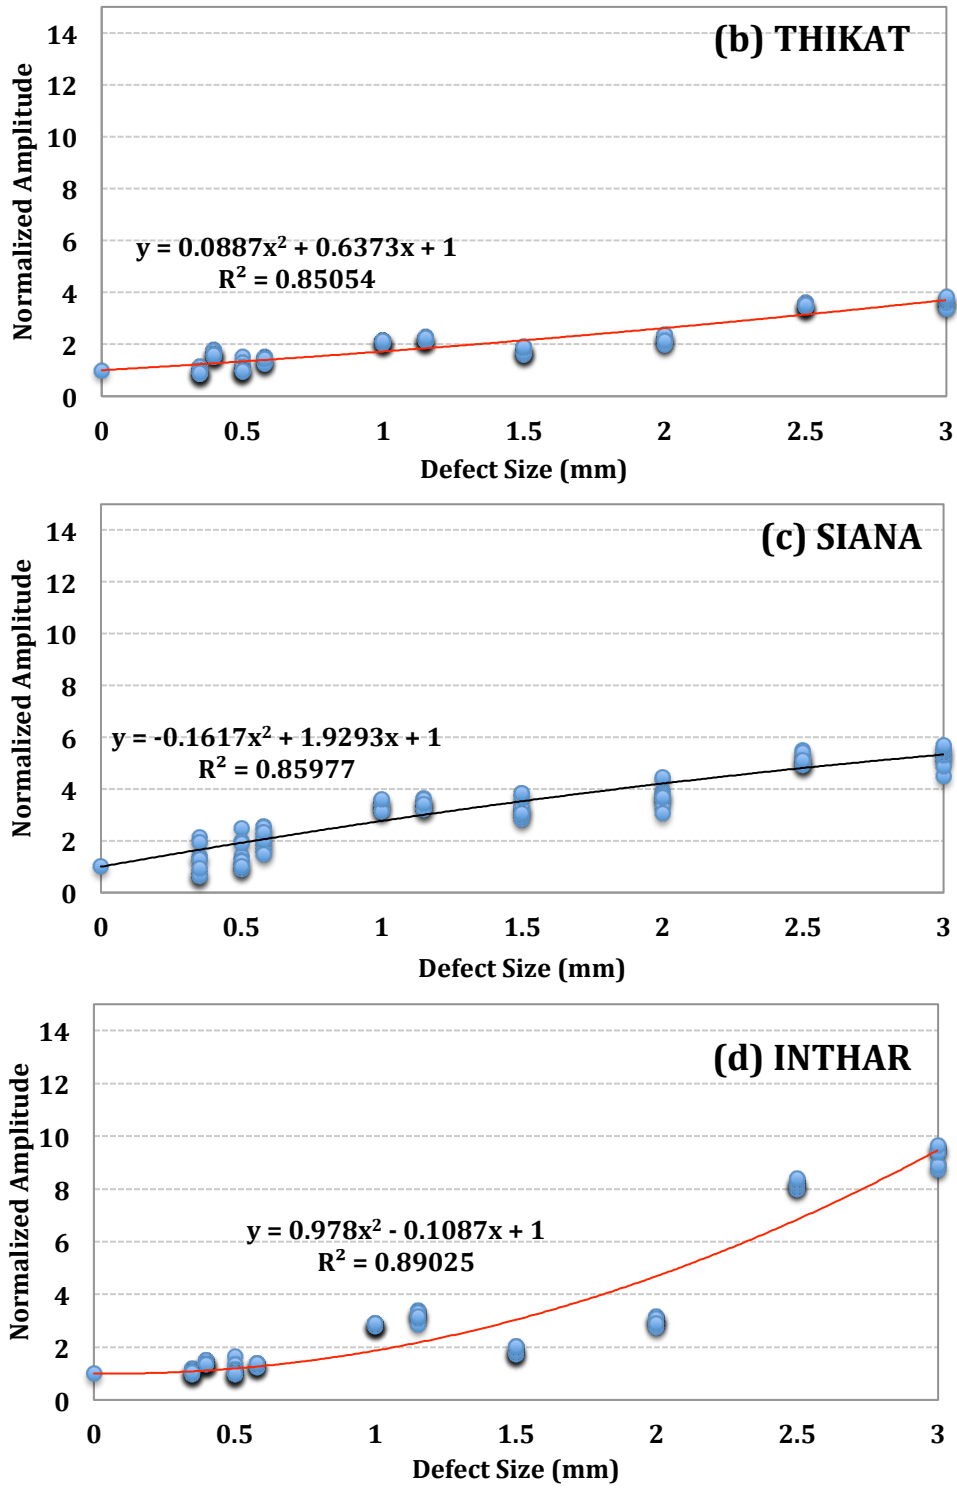 (b) THIKAT
Normalized Amplitude
14
12
10
8
6
4
2
0
y = 0.0887x² + 0.6373x + 1
R² = 0.85054
0 0.5 1 1.5 2 2.5 3
Defect Size (mm)
(c) SIANA
Normalized Amplitude
14
12
10
8
6
4
2
0
y = -0.1617x² + 1.9293x + 1
R² = 0.85977
0 0.5 1 1.5 2 2.5 3
Defect Size (mm)
(d) INTHAR
Normalized Amplitude
14
12
10
8
6
4
2
0
y = 0.978x² - 0.1087x + 1
R² = 0.89025
0 0.5 1 1.5 2 2.5 3
Defect Size (mm)